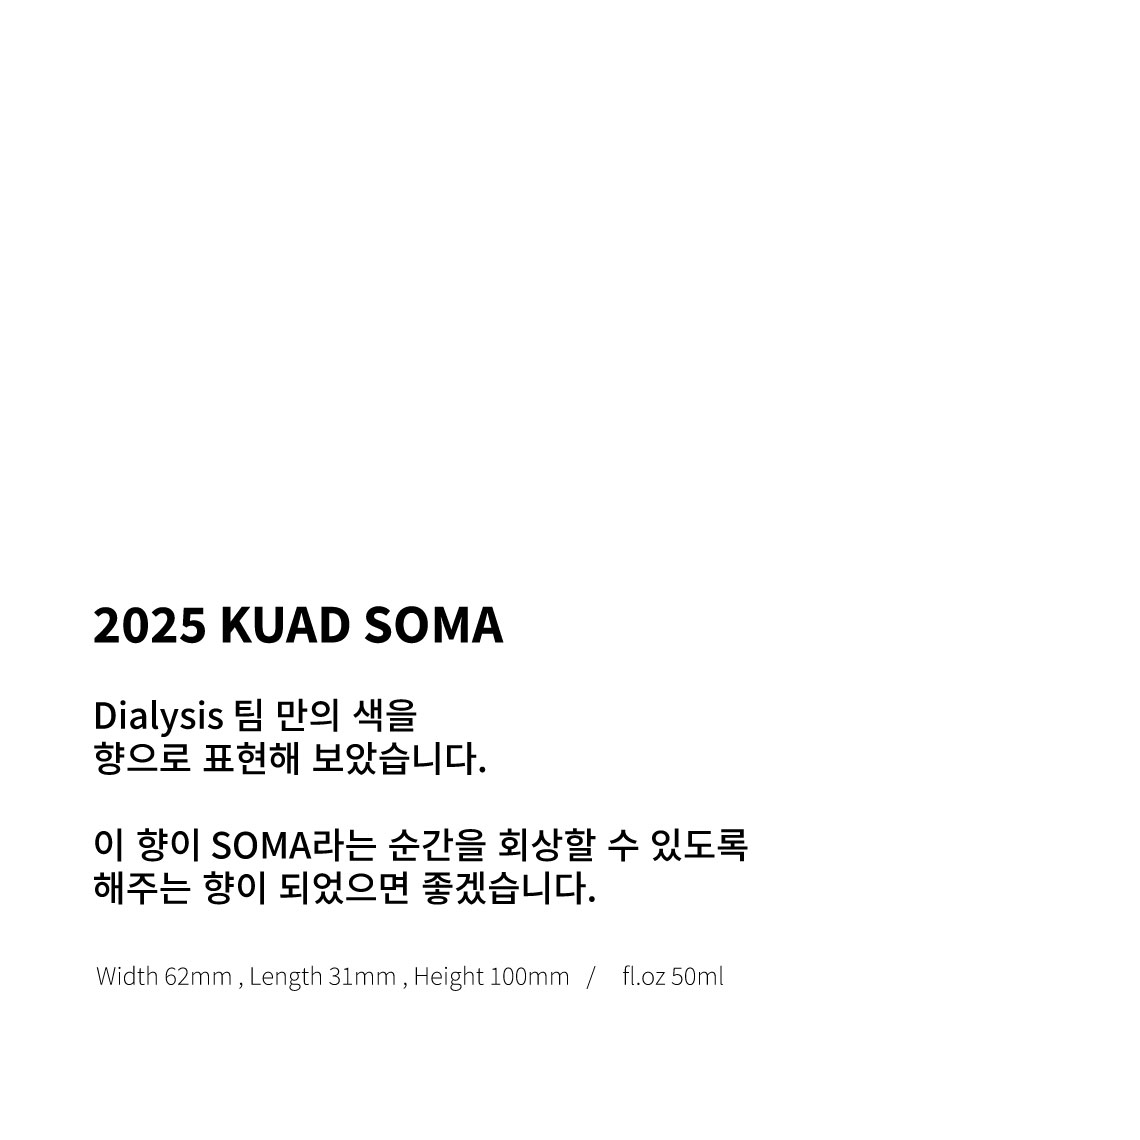 2025 KUAD SOMA
Dialysis 팀 만의 색을
향으로 표현해 보았습니다.
이 향이 SOMA라는 순간을 회상할 수 있도록
해주는 향이 되었으면 좋겠습니다.
Width 62mm , Length 31mm , Height 100mm / fl.oz 50ml